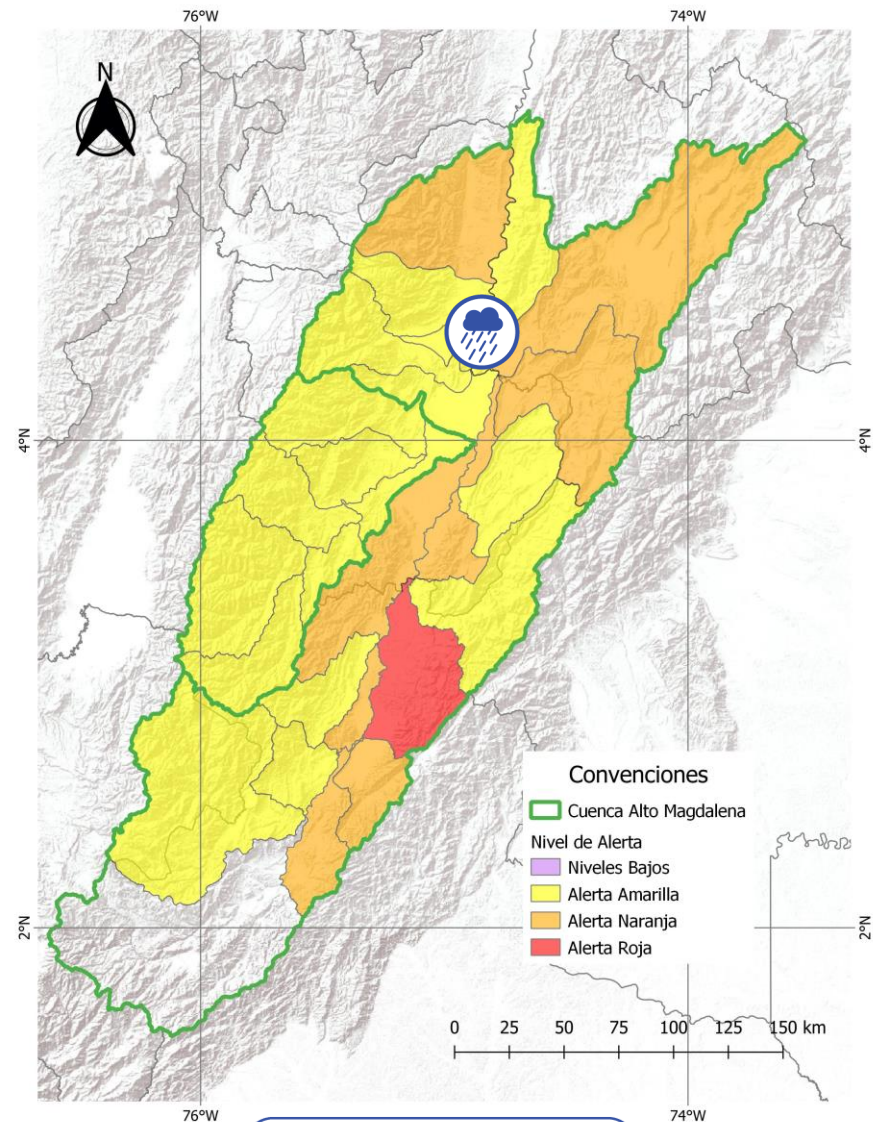 76°W
74°W
N
4°N
4°N
2°N
2°N
Convenciones
Cuenca Alto Magdalena
Nivel de Alerta
Niveles Bajos
Alerta Amarilla
Alerta Naranja
Alerta Roja
0 25 50 75 100 125 150 km
76°W
74°W